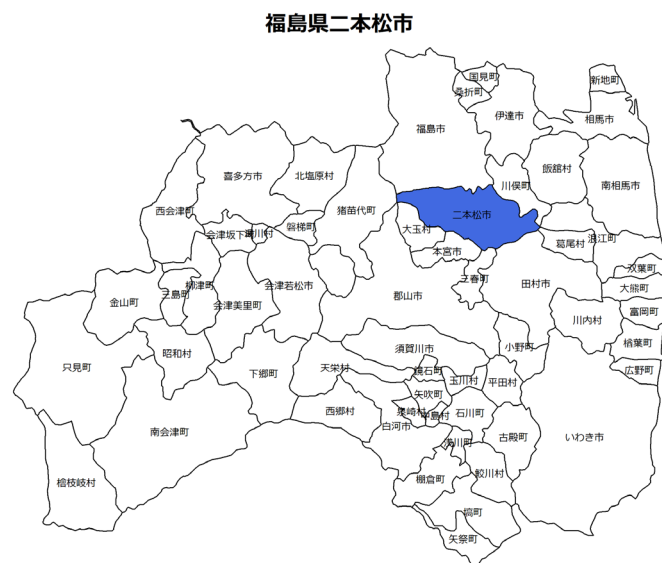 福島県二本松市
国見町
新地町
桑折町
伊達市
相馬市
福島市
飯舘村
喜多方市
北塩原村
川俣町
南相馬市
西会津町
猪苗代町
二本松市
磐梯町
大玉村
会津坂下町
湯川村
浪江町
葛尾村
本宮市
双葉町
三春町
田村市
大熊町
柳津町
会津若松市
三島町
郡山市
金山町
会津美里町
富岡町
川内村
楢葉町
小野町
須賀川市
昭和村
只見町
下郷町
天栄村
鏡石町
広野町
玉川村
平田村
矢吹町
西郷村
泉崎村
中島村
石川町
白河市
南会津町
浅川町
古殿町
いわき市
鮫川村
棚倉町
檜枝岐村
塙町
矢祭町